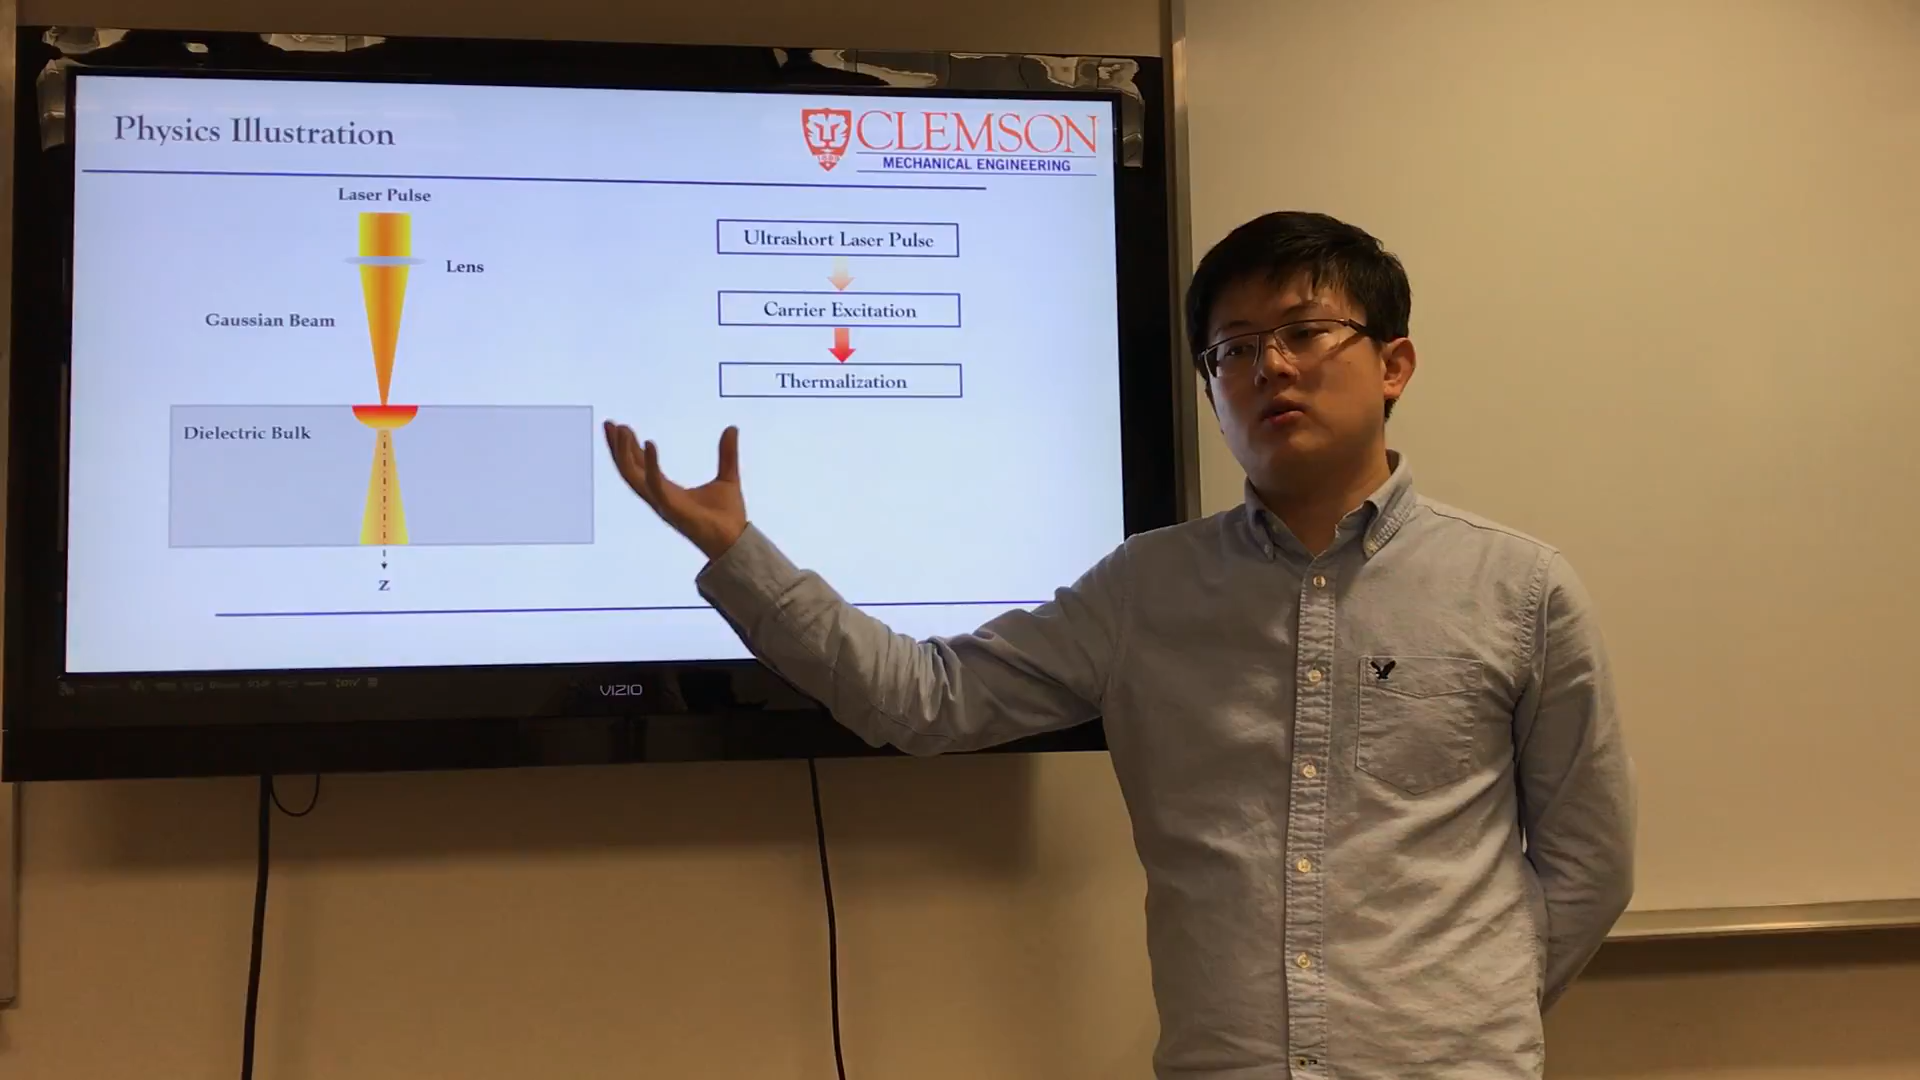 Physics Illustration
CLEMSON
MECHANICAL ENGINEERING
Laser Pulse
Lens
Gaussian Beam
Dielectric Bulk
z
Ultrashort Laser Pulse
Carrier Excitation
Thermalization
VIZIO